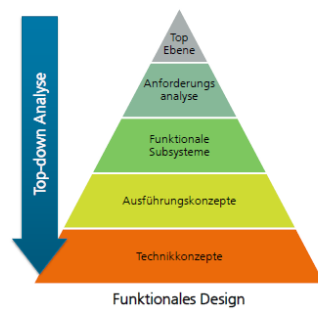 Top
Ebene
Anforderungs
analyse
Funktionale
Subsysteme
Ausführungskonzepte
Technikkonzepte
Top-down Analyse
Funktionales Design